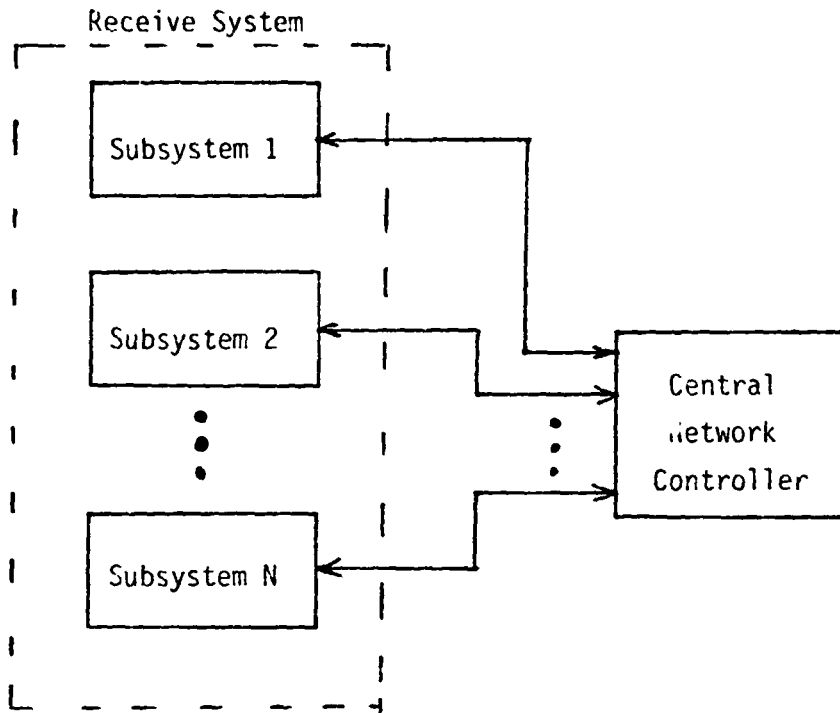 Receive System
Subsystem 1
Subsystem 2
Subsystem N
Central
Network
Controller